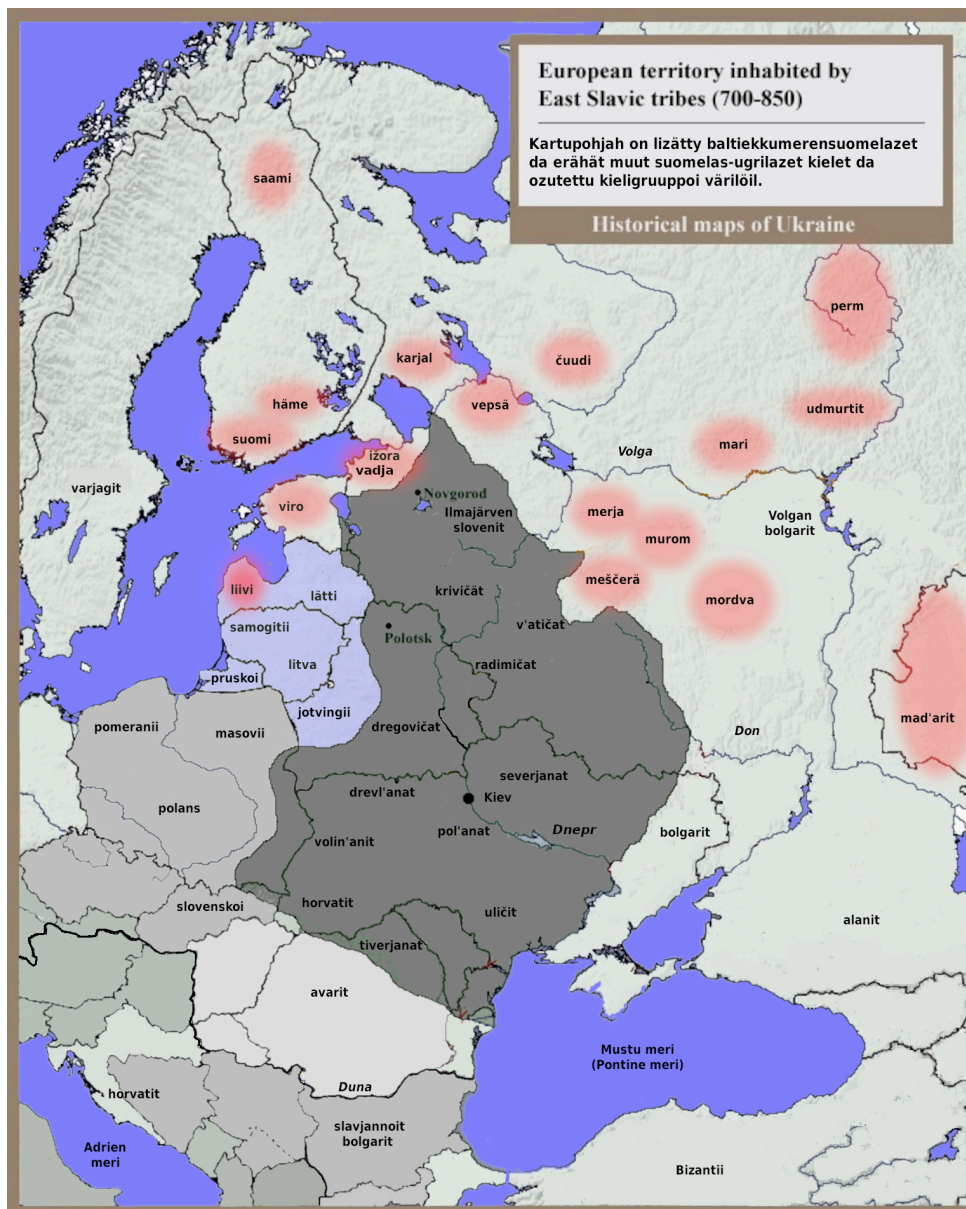 European territory inhabited by
East Slavic tribes (700-850)
Kartupohjah on lizätty baltiekkumerensuomelazet
da erähät muut suomelas-ugrilazet kielet da
ozutettu kieligruuppoi värilöil.
Historical maps of Ukraine
saami
perm
karjal
čuudi
häme
vepsä
udmurtit
suomi
ižora
vadja
Volga
mari
varjagit
viro
Novgorod
Ilmajärven
slovenit
merja
Volgan
bolgarit
murom
liivi
lätti
krivičät
meščerä
mordva
samogitii
Polotsk
v'atičat
litva
radimičat
pruskoi
jotvingii
pomeranii
masovii
dregovičat
Don
mad'arit
severjanat
drevl'anat
Kiev
polans
volin'anit
pol'anat
Dnepr
bolgarit
slovenskoi
horvatit
uličit
alanit
tiverjanat
avarit
Mustu meri
(Pontine meri)
Duna
horvatit
slavjannoit
bolgarit
Adrien
meri
Bizantii